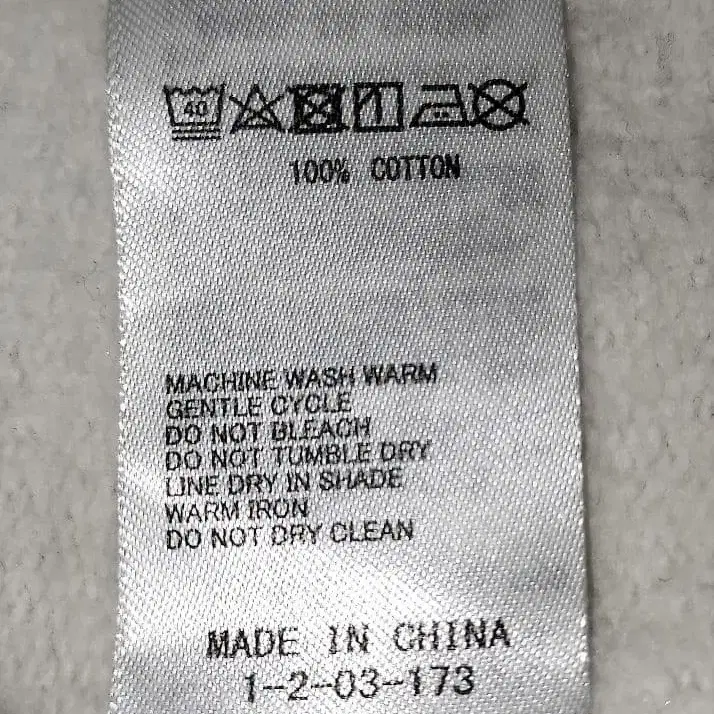 40
100% COTTON
MACHINE WASH WARM
GENTLE CYCLE
DO NOT BLEACH
DO NOT TUMBLE DRY
LINE DRY IN SHADE
WARM IRON
DO NOT DRY CLEAN
MADE IN CHINA
1-2-03-173